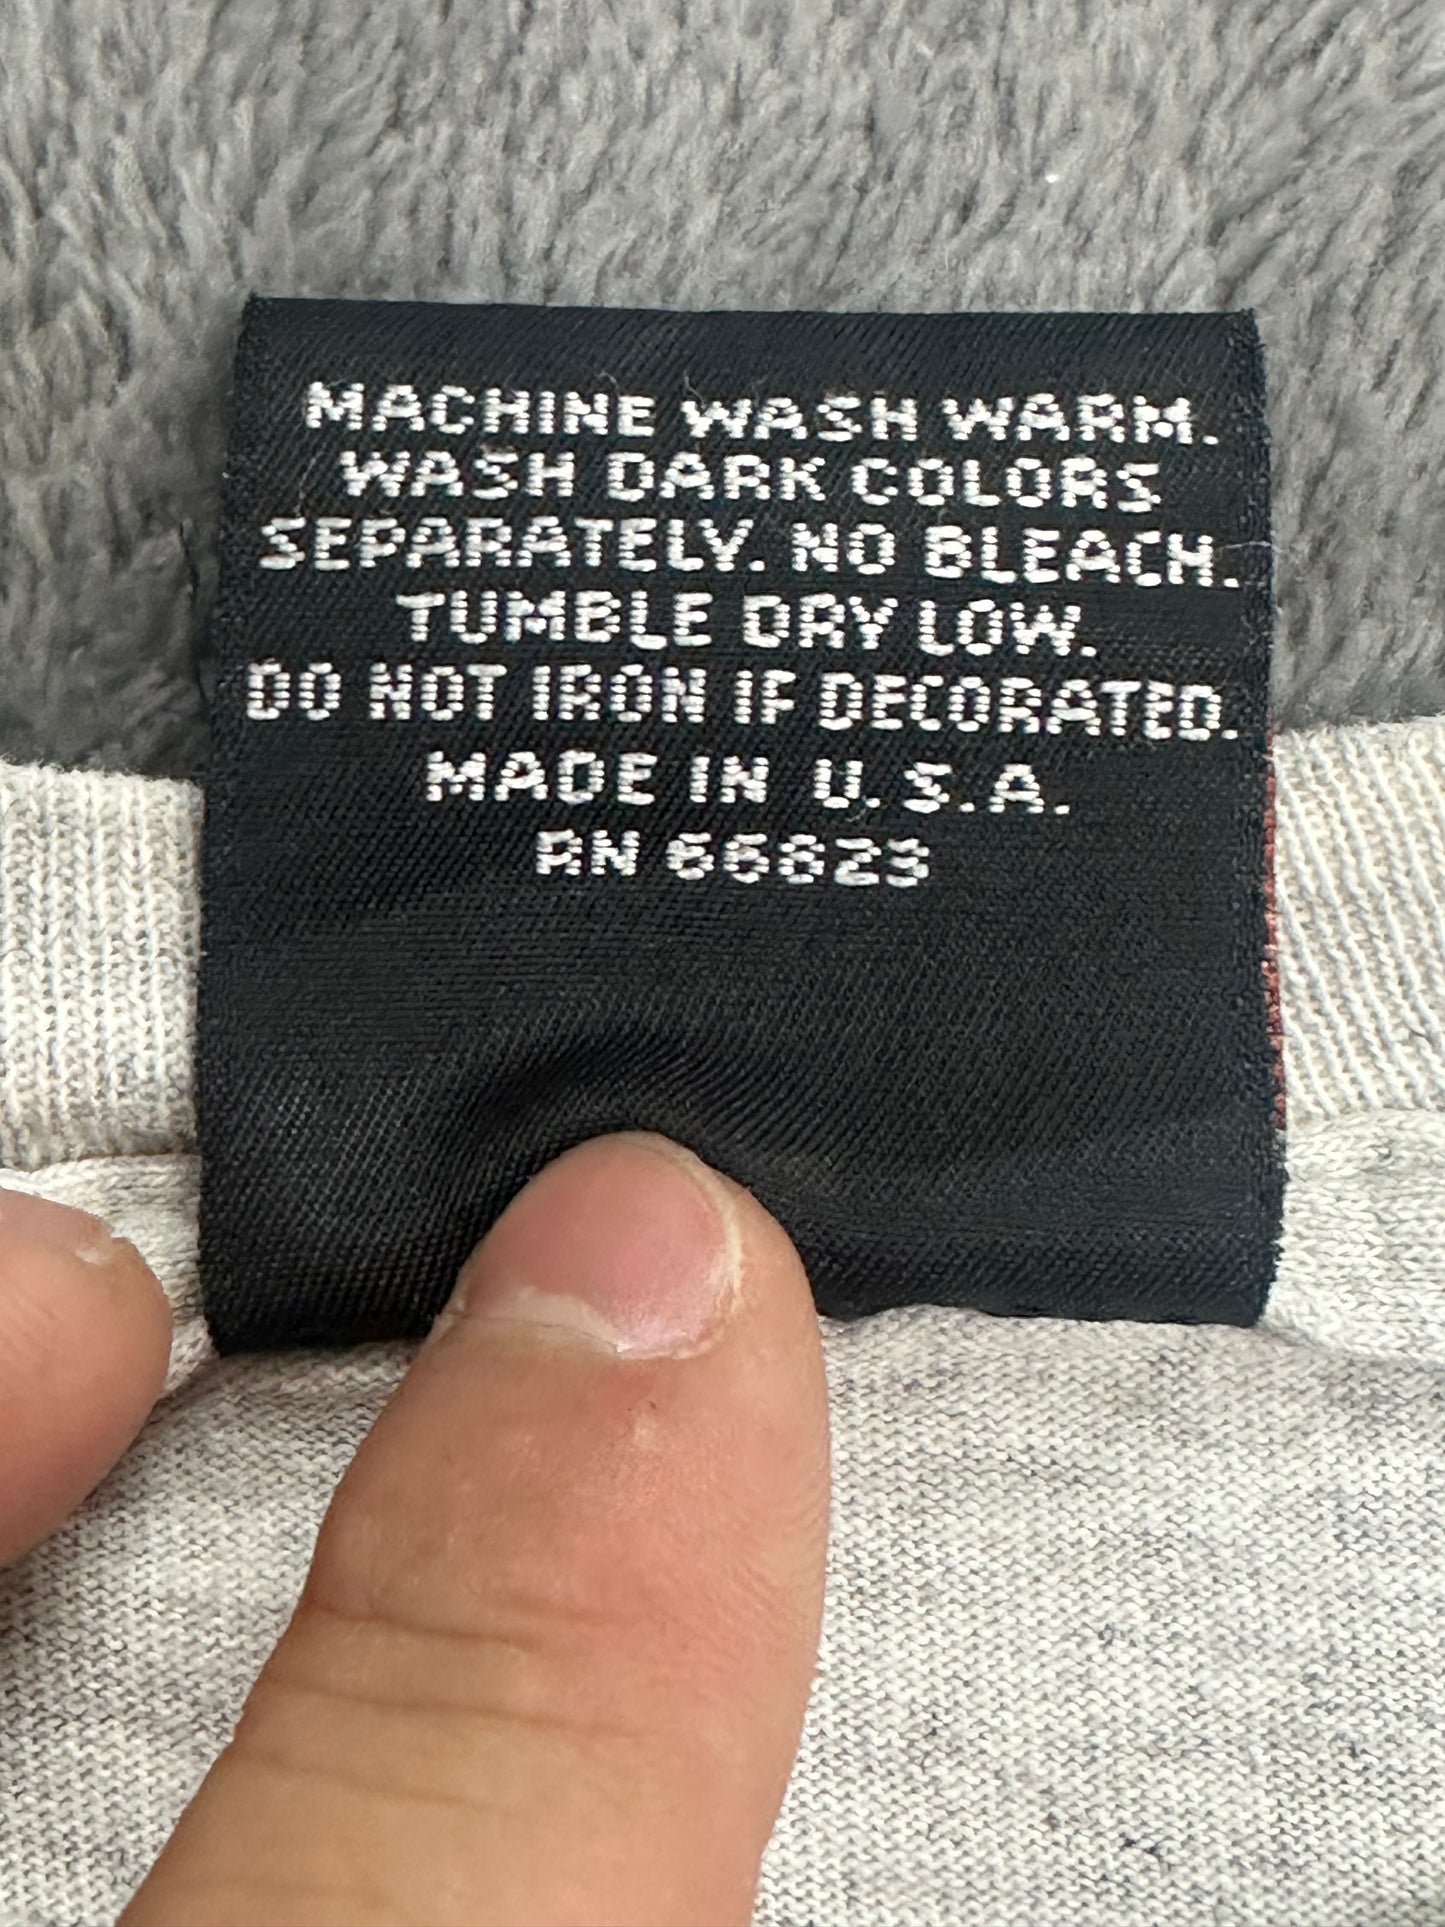 MACHINE WASH WARM.
WASH DARK COLORS
SEPARATELY. NO BLEACH.
TUMBLE DRY LOW.
DO NOT IRON IF DECORATED.
MADE IN U.S.A.
RN 66823